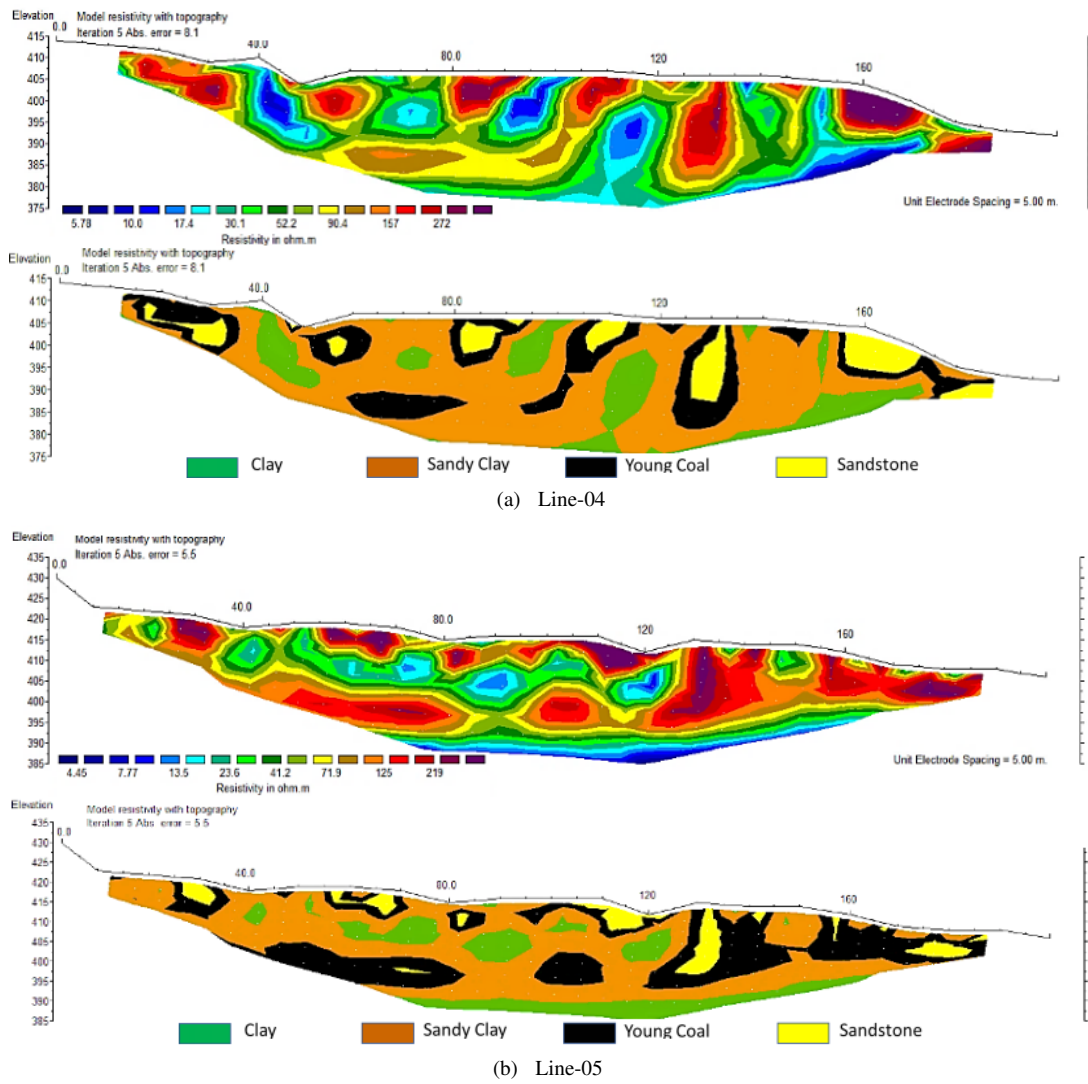 Elevation
Model resistivity with topography
Iteration 5 Abs. error = 8.1
0.0
40.0
80.0
120
160
415
410
405
400
395
390
385
380
375
5.78 10.0 17.4 30.1 52.2 90.4 157 272
Resistivity in ohm.m
Unit Electrode Spacing = 5.00 m.
Elevation
Model resistivity with topography
Iteration 5 Abs. error = 8.1
0.0
40.0
80.0
120
160
415
410
405
400
395
390
385
380
375
Clay Sandy Clay Young Coal Sandstone
(a) Line-04
Elevation
Model resistivity with topography
Iteration 5 Abs. error = 5.5
0.0
40.0
80.0
120
160
435
430
425
420
415
410
405
400
395
390
385
4.45 7.77 13.5 23.6 41.2 71.9 125 219
Resistivity in ohm.m
Unit Electrode Spacing = 5.00 m.
Elevation
Model resistivity with topography
Iteration 5 Abs. error = 5.5
0.0
40.0
80.0
120
160
435
430
425
420
415
410
405
400
395
390
385
Clay Sandy Clay Young Coal Sandstone
(b) Line-05